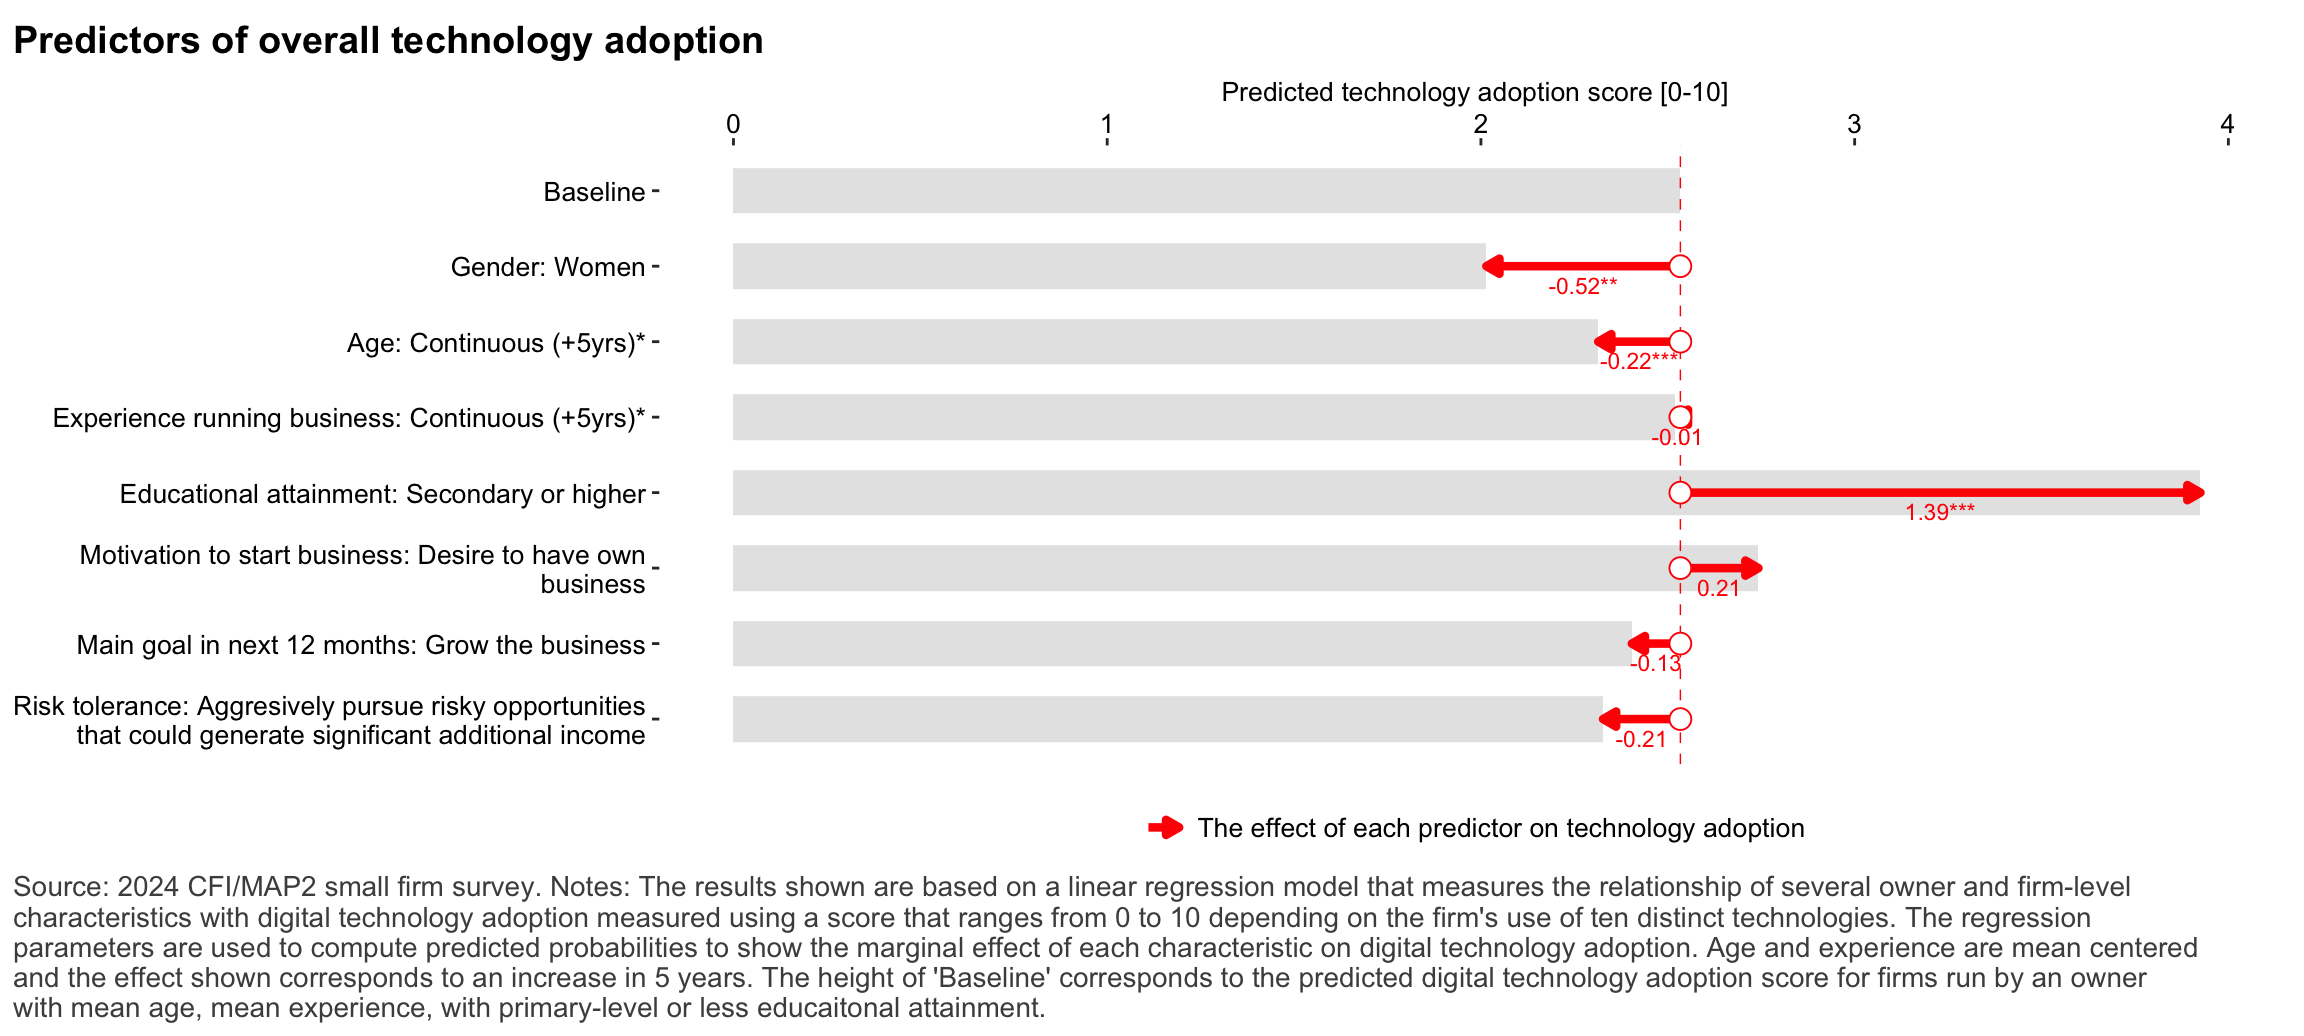 Predictors of overall technology adoption
Predicted technology adoption score [0-10]
0 1 2 3 4
Baseline
Gender: Women
-0.52**
Age: Continuous (+5yrs)*
-0.22***
Experience running business: Continuous (+5yrs)*
-0.01
Educational attainment: Secondary or higher
1.39***
Motivation to start business: Desire to have own
business
0.21
Main goal in next 12 months: Grow the business
-0.13
Risk tolerance: Aggresively pursue risky opportunities
that could generate significant additional income
-0.21
The effect of each predictor on technology adoption
Source: 2024 CFI/MAP2 small firm survey. Notes: The results shown are based on a linear regression model that measures the relationship of several owner and firm-level
characteristics with digital technology adoption measured using a score that ranges from 0 to 10 depending on the firm's use of ten distinct technologies. The regression
parameters are used to compute predicted probabilities to show the marginal effect of each characteristic on digital technology adoption. Age and experience are mean centered
and the effect shown corresponds to an increase in 5 years. The height of 'Baseline' corresponds to the predicted digital technology adoption score for firms run by an owner
with mean age, mean experience, with primary-level or less educaitonal attainment.